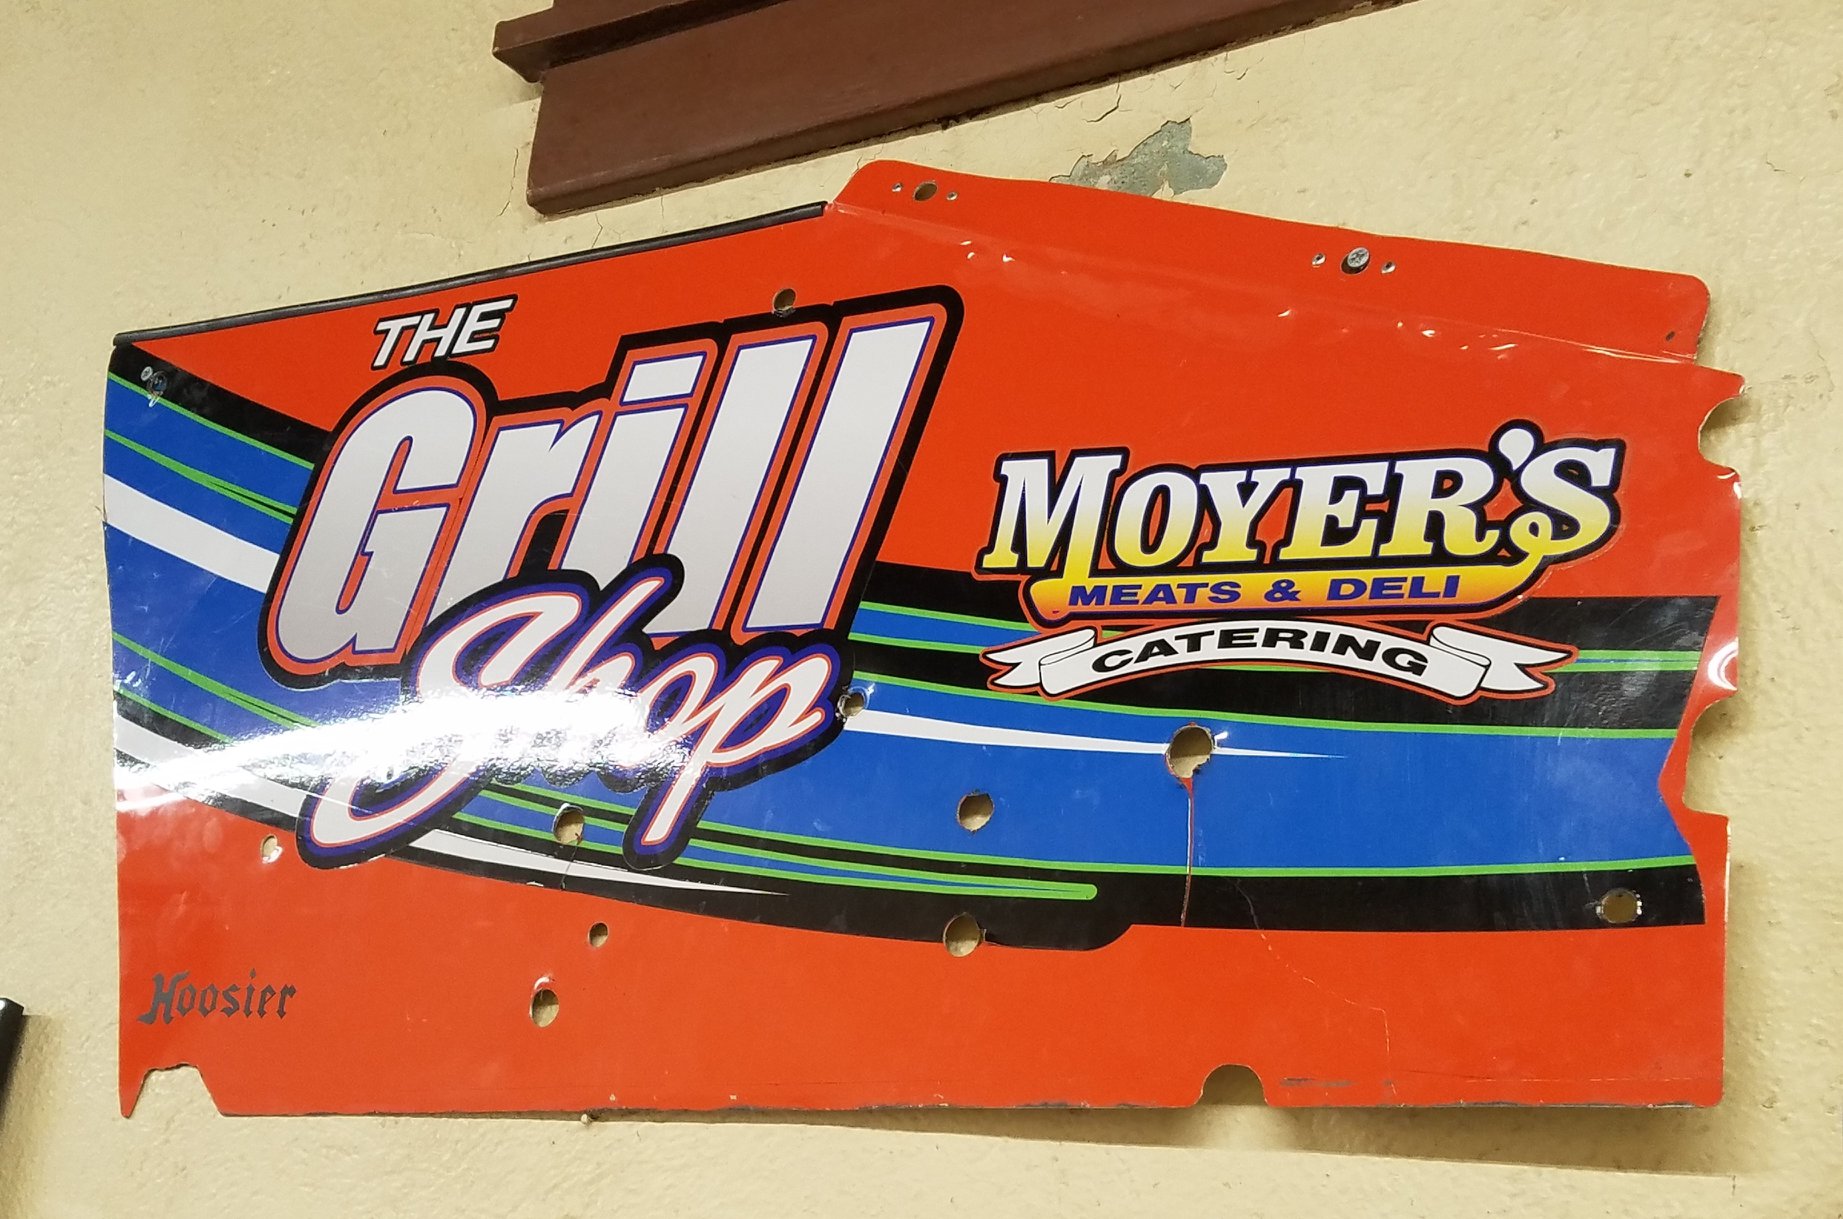 THE
Grill
Shop
MOYER'S
MEATS & DELI
CATERING
Hoosier